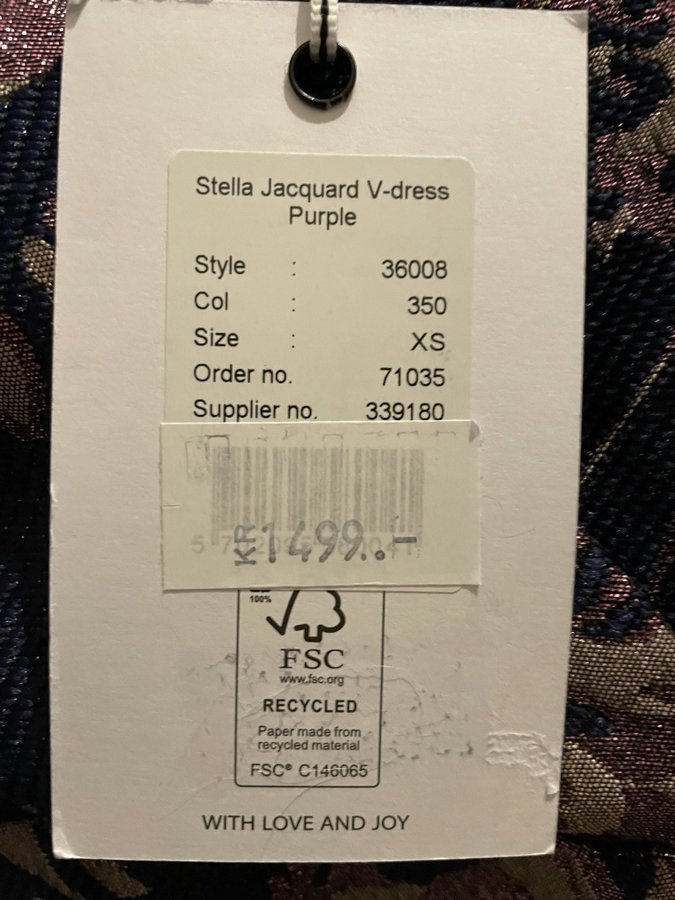 Stella Jacquard V-dress
Purple
Style : 36008
Col : 350
Size : XS
Order no. 71035
Supplier no. 339180
KR 1499..-
100%
FSC
www.fsc.org
RECYCLED
Paper made from
recycled material
FSC® C146065
WITH LOVE AND JOY